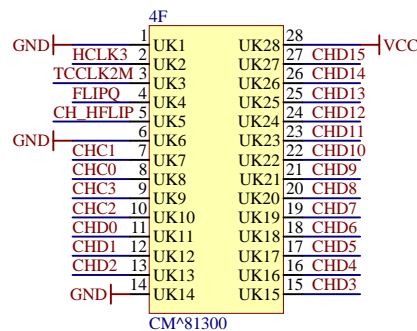 4F
GND 1 UK1 UK28 28 VCC
HCLK3 2 UK2 UK27 27 CHD15
TCCLK2M 3 UK3 UK26 26 CHD14
FLIPQ 4 UK4 UK25 25 CHD13
CH_HFLIP 5 UK5 UK24 24 CHD12
GND 6 UK6 UK23 23 CHD11
CHC1 7 UK7 UK22 22 CHD10
CHC0 8 UK8 UK21 21 CHD9
CHC3 9 UK9 UK20 20 CHD8
CHC2 10 UK10 UK19 19 CHD7
CHD0 11 UK11 UK18 18 CHD6
CHD1 12 UK12 UK17 17 CHD5
CHD2 13 UK13 UK16 16 CHD4
GND 14 UK14 UK15 15 CHD3
CM^81300